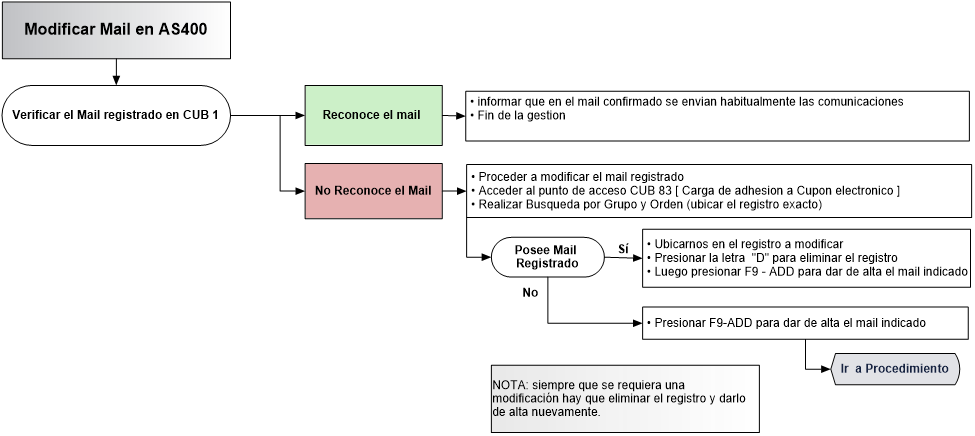 Modificar Mail en AS400
Verificar el Mail registrado en CUB 1
Reconoce el mail
• informar que en el mail confirmado se envian habitualmente las comunicaciones
• Fin de la gestion
No Reconoce el Mail
• Proceder a modificar el mail registrado
• Acceder al punto de acceso CUB 83 [ Carga de adhesion a Cupon electronico ]
• Realizar Busqueda por Grupo y Orden (ubicar el registro exacto)
Posee Mail
Registrado
Sí
• Ubicarnos en el registro a modificar
• Presionar la letra "D" para eliminar el registro
• Luego presionar F9 - ADD para dar de alta el mail indicado
No
• Presionar F9-ADD para dar de alta el mail indicado
Ir a Procedimiento
NOTA: siempre que se requiera una
modificación hay que eliminar el registro y darlo
de alta nuevamente.